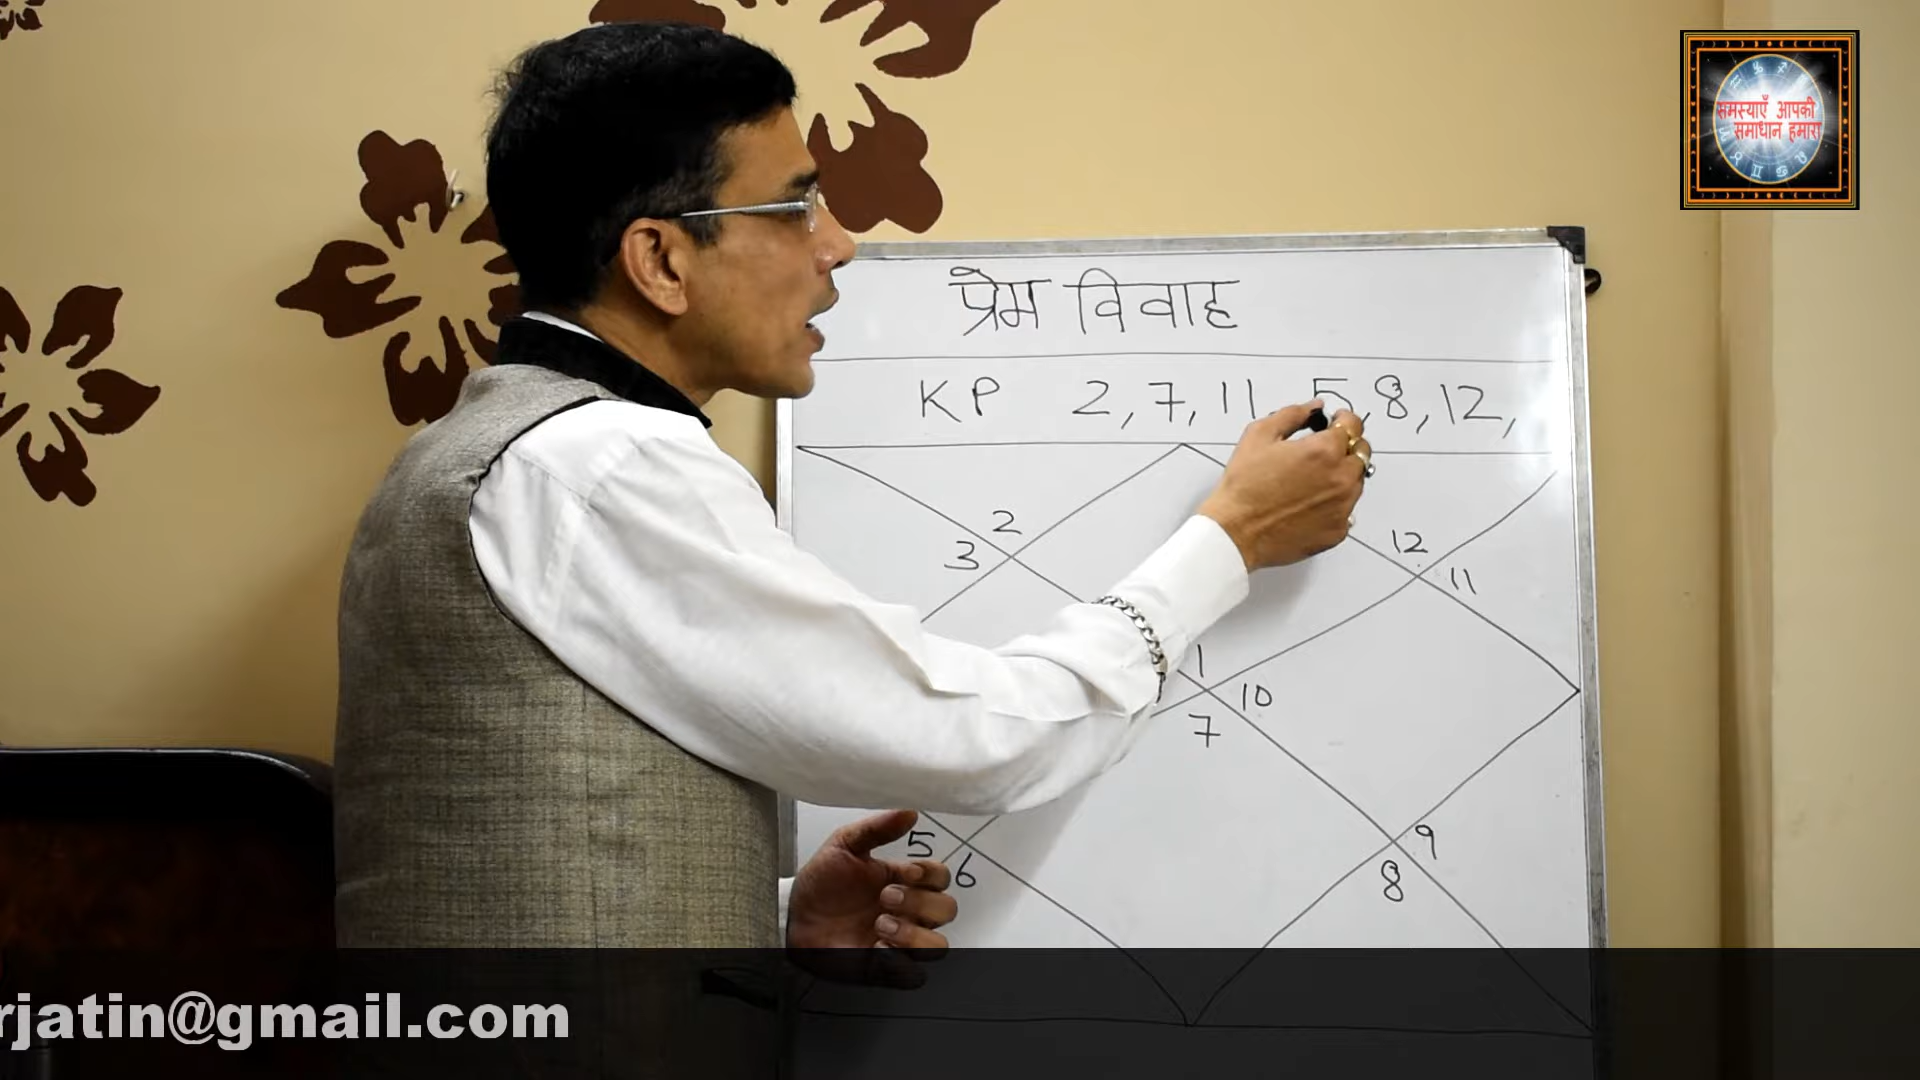 समस्याएँ आपकी
समाधान हमारा
प्रेम विवाह
KP 2, 7, 11, 5, 8, 12,
2
3
12
11
1
10
7
5
6
9
8
rjatin@gmail.com